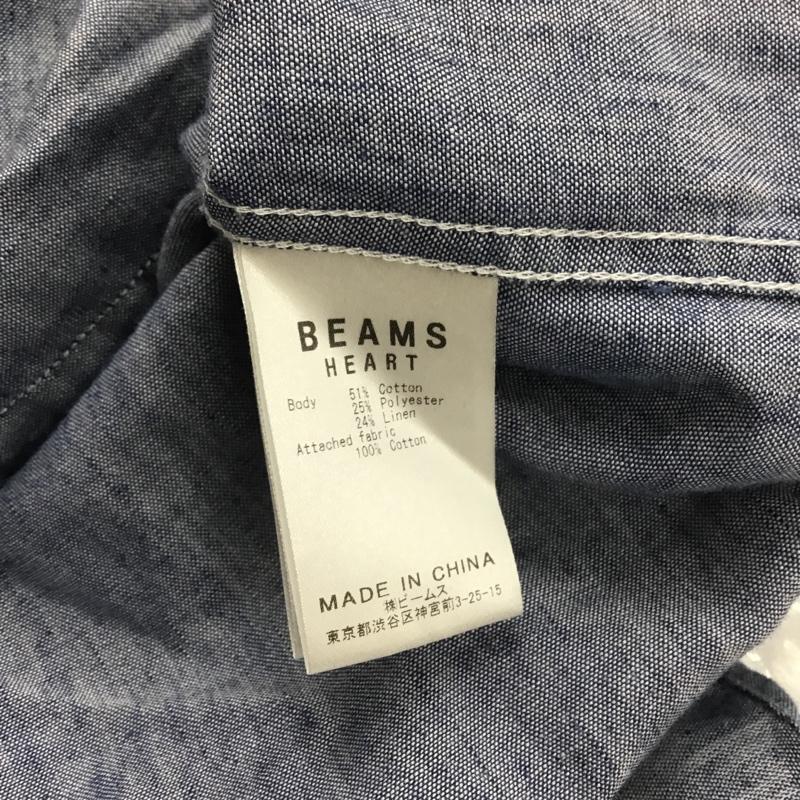 BEAMS
HEART
Body 51% Cotton
25% Polyester
24% Linen
Attached fabric
100% Cotton
MADE IN CHINA
㈱ビームス
東京都渋谷区神宮前3-25-15